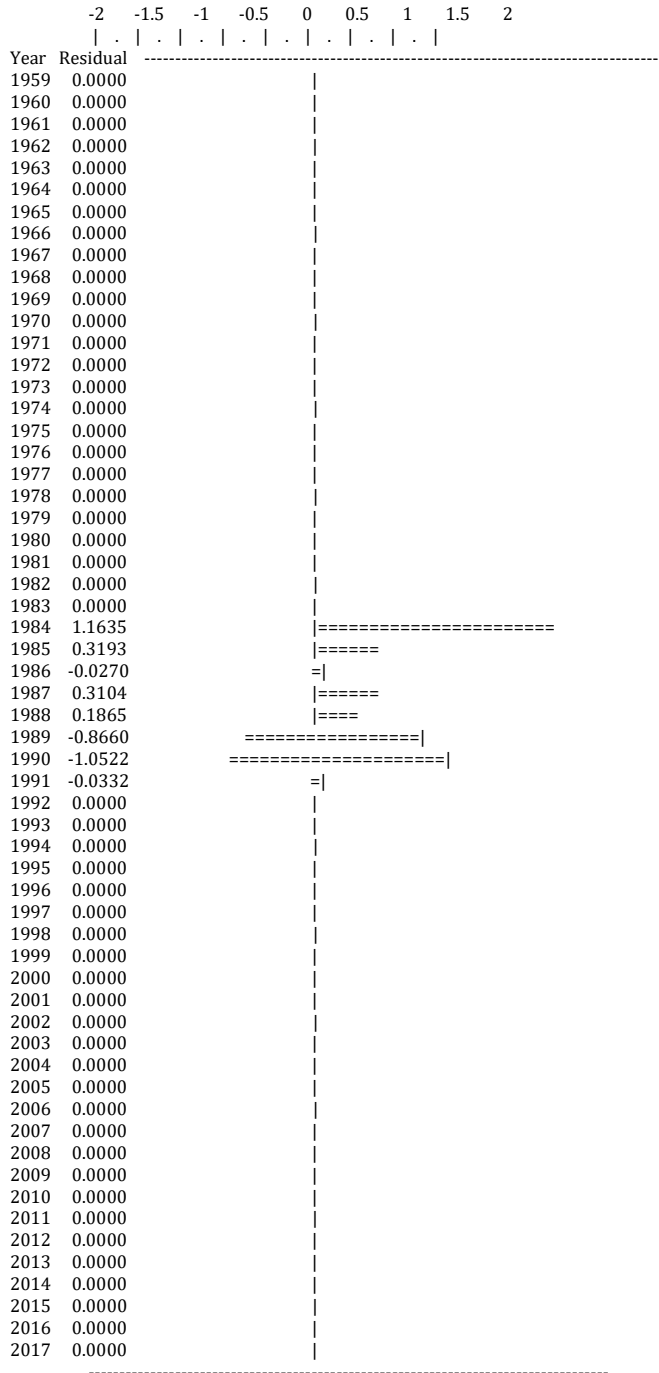 -2 -1.5 -1 -0.5 0 0.5 1 1.5 2
| . | . | . | . | . | . | . |
Year Residual ------------------------------------------------------------------------------------
1959 0.0000 |
1960 0.0000 |
1961 0.0000 |
1962 0.0000 |
1963 0.0000 |
1964 0.0000 |
1965 0.0000 |
1966 0.0000 |
1967 0.0000 |
1968 0.0000 |
1969 0.0000 |
1970 0.0000 |
1971 0.0000 |
1972 0.0000 |
1973 0.0000 |
1974 0.0000 |
1975 0.0000 |
1976 0.0000 |
1977 0.0000 |
1978 0.0000 |
1979 0.0000 |
1980 0.0000 |
1981 0.0000 |
1982 0.0000 |
1983 0.0000 |
1984 1.1635 |=======================
1985 0.3193 |======
1986 -0.0270 =|
1987 0.3104 |======
1988 0.1865 |====
1989 -0.8660 =================|
1990 -1.0522 =====================|
1991 -0.0332 =|
1992 0.0000 |
1993 0.0000 |
1994 0.0000 |
1995 0.0000 |
1996 0.0000 |
1997 0.0000 |
1998 0.0000 |
1999 0.0000 |
2000 0.0000 |
2001 0.0000 |
2002 0.0000 |
2003 0.0000 |
2004 0.0000 |
2005 0.0000 |
2006 0.0000 |
2007 0.0000 |
2008 0.0000 |
2009 0.0000 |
2010 0.0000 |
2011 0.0000 |
2012 0.0000 |
2013 0.0000 |
2014 0.0000 |
2015 0.0000 |
2016 0.0000 |
2017 0.0000 |
-------------------------------------------------------------------------------------